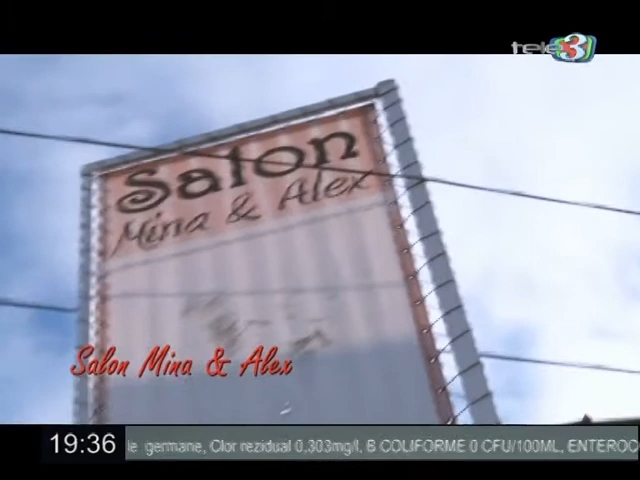 tele3
Salon
Mina & Alex
Salon Mina & Alex
19:36 le germane, Clor rezidual 0,303mg/l, B COLIFORME 0 CFU/100ML, ENTEROC